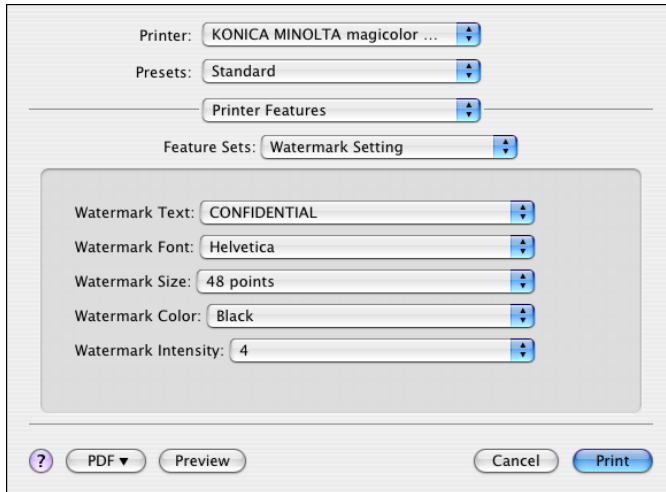 Printer: KONICA MINOLTA magicolor ...
Presets: Standard
Printer Features
Feature Sets: Watermark Setting
Watermark Text: CONFIDENTIAL
Watermark Font: Helvetica
Watermark Size: 48 points
Watermark Color: Black
Watermark Intensity: 4
? PDF ▼ Preview Cancel Print